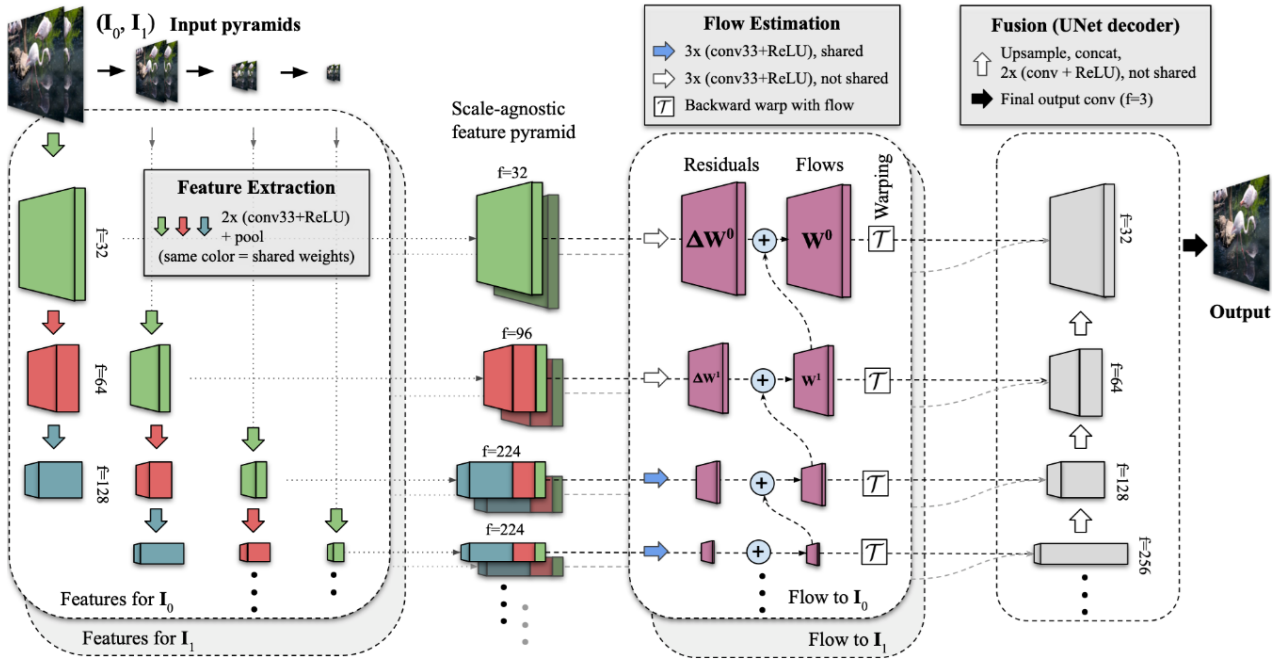 (I₀, I₁) Input pyramids
Feature Extraction
2x (conv33+ReLU)
+ pool
(same color = shared weights)
f=32
f=64
f=128
Features for I₀
Features for I₁
Scale-agnostic
feature pyramid
f=32
f=96
f=224
f=224
Flow Estimation
3x (conv33+ReLU), shared
3x (conv33+ReLU), not shared
𝒯 Backward warp with flow
Residuals Flows Warping
ΔW⁰ + W⁰ 𝒯
ΔW¹ + W¹ 𝒯
+ 𝒯
+ 𝒯
Flow to I₀
Flow to I₁
Fusion (UNet decoder)
Upsample, concat,
2x (conv + ReLU), not shared
Final output conv (f=3)
f=32
f=64
f=128
f=256
Output